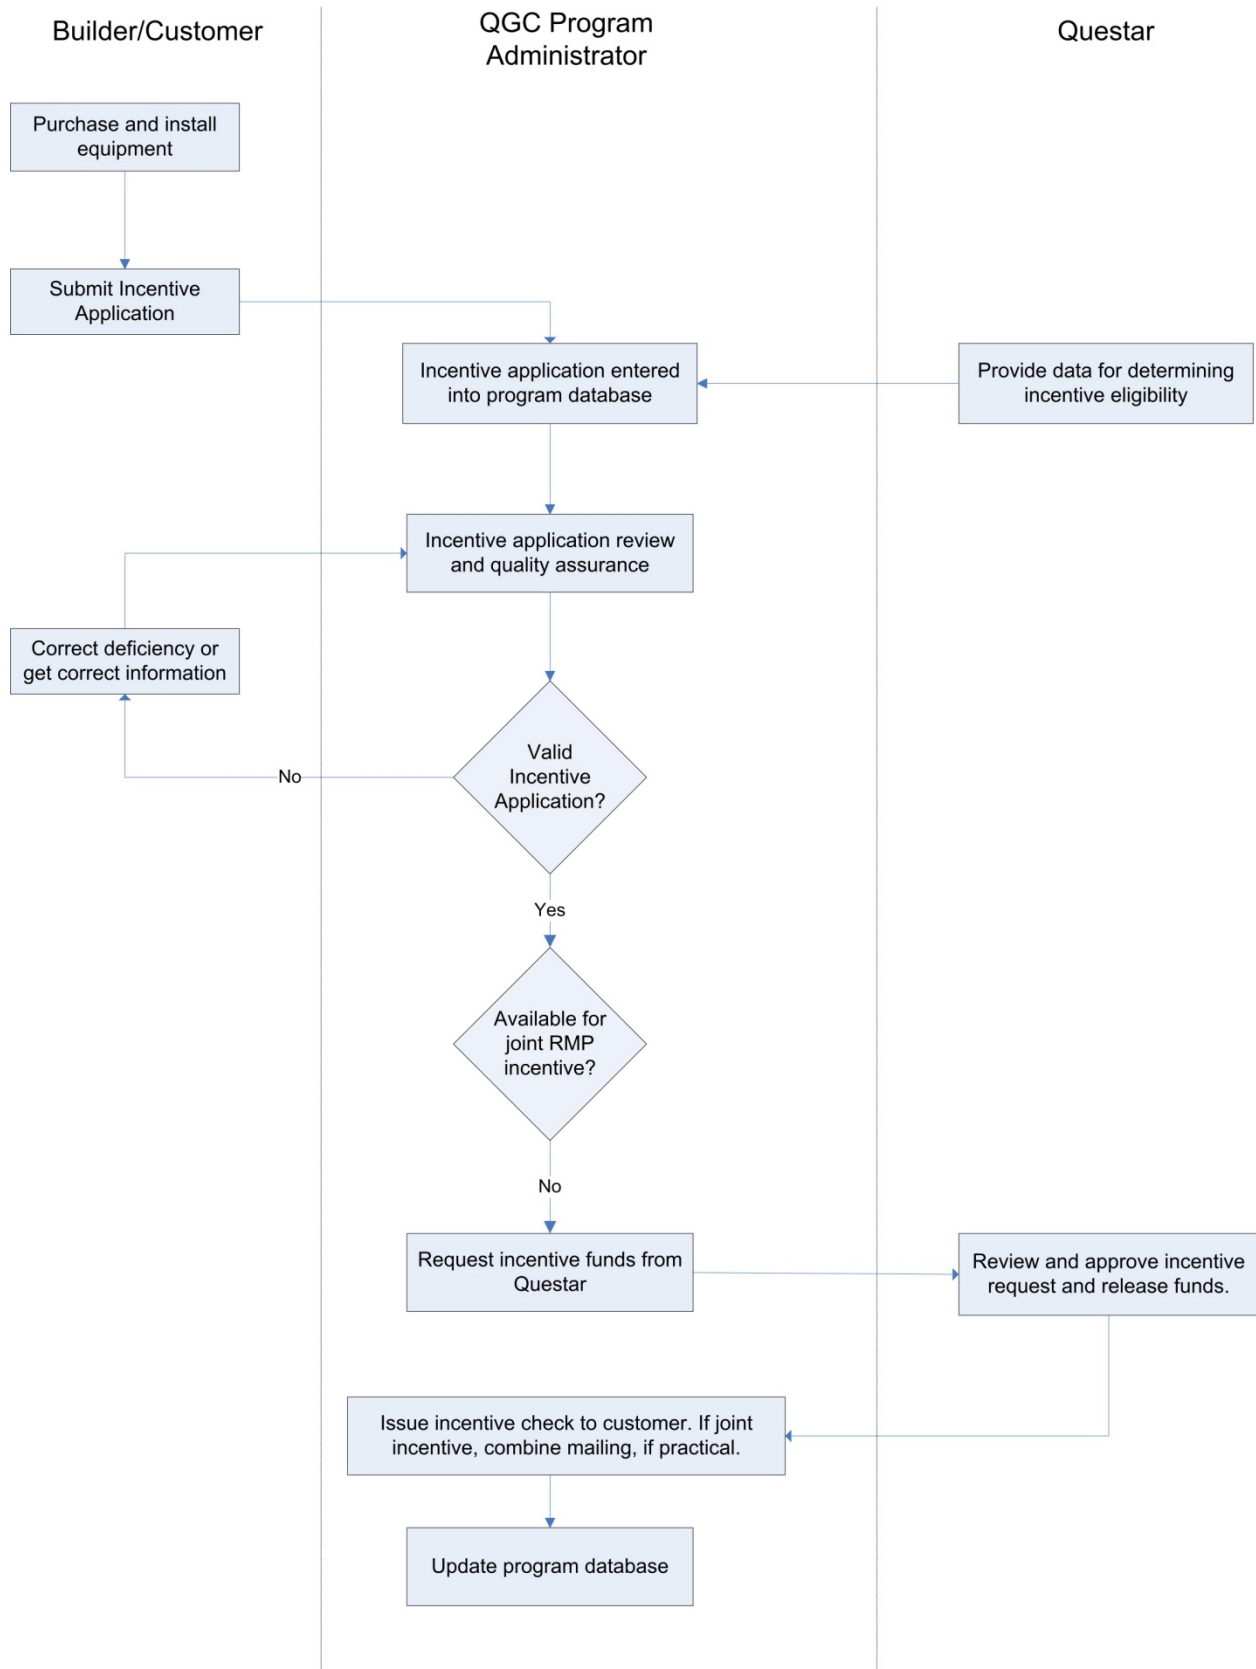 Builder/Customer
QGC Program
Administrator
Questar
Purchase and install
equipment
Submit Incentive
Application
Incentive application entered
into program database
Provide data for determining
incentive eligibility
Incentive application review
and quality assurance
Correct deficiency or
get correct information
Valid
Incentive
Application?
No
Yes
Available for
joint RMP
incentive?
No
Request incentive funds from
Questar
Review and approve incentive
request and release funds.
Issue incentive check to customer. If joint
incentive, combine mailing, if practical.
Update program database